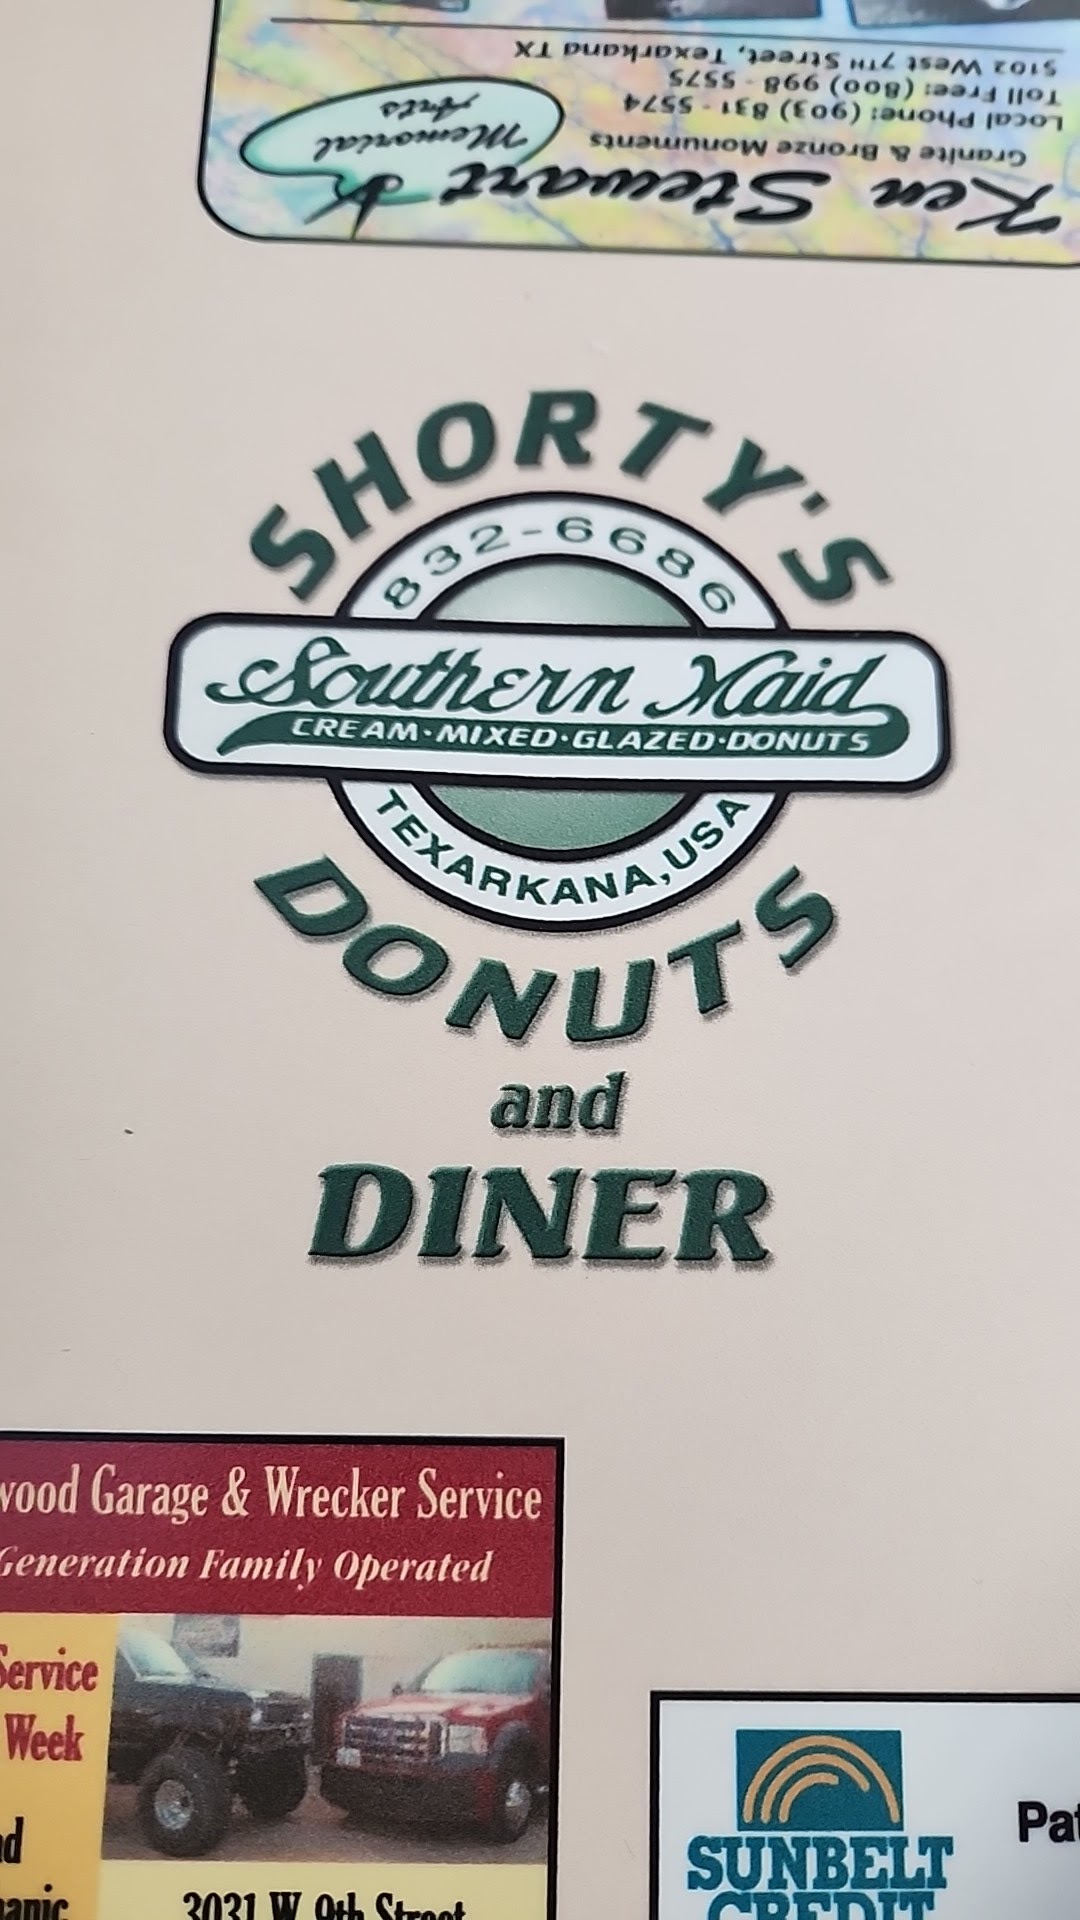 Ken Stewart Jr
Granite & Bronze Monuments
Memorial
Arts
Local Phone: (903) 831 - 5574
Toll Free: (800) 998 - 5575
5102 West 7TH Street, Texarkana TX
SHORTY'S
832-6686
Southern Maid
CREAM·MIXED·GLAZED·DONUTS
TEXARKANA, USA
DONUTS
and
DINER
wood Garage & Wrecker Service
Generation Family Operated
Service
Week
3031 W. 9th Street
SUNBELT
CREDIT